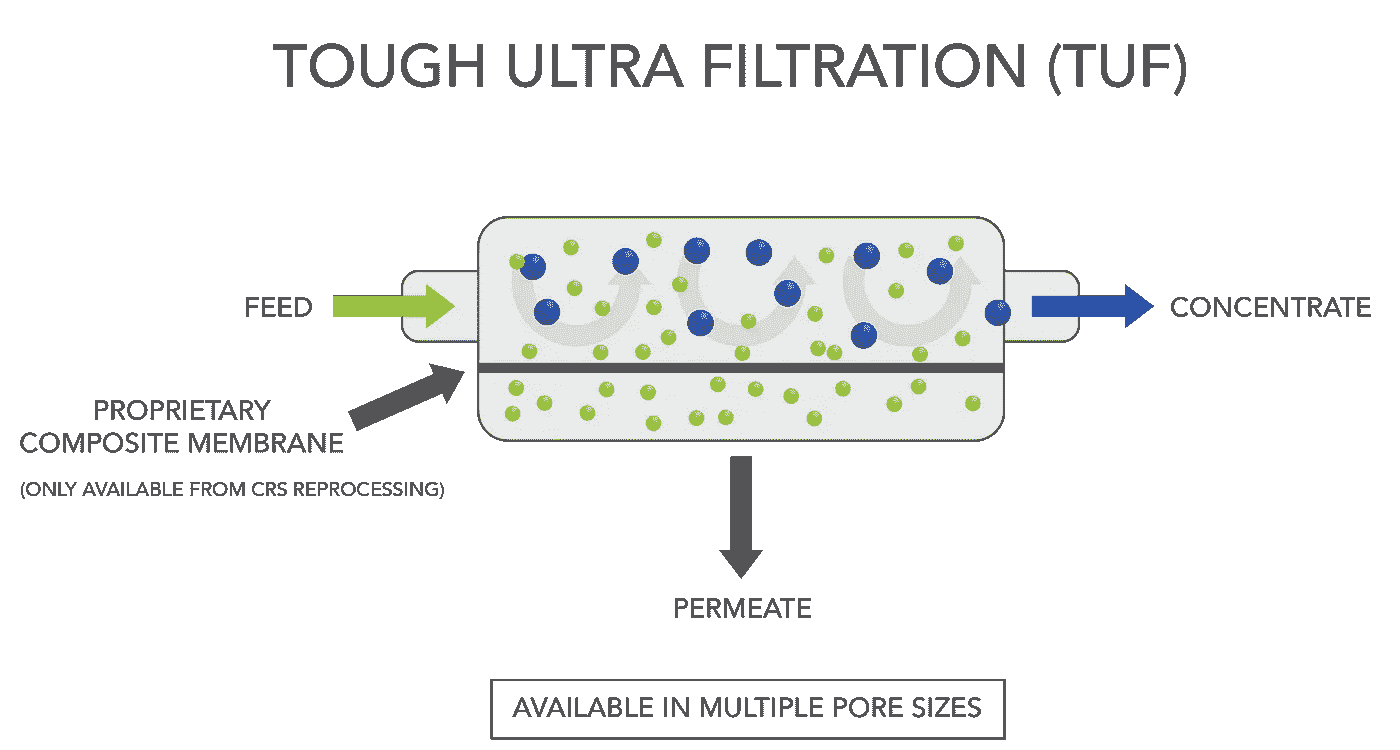 TOUGH ULTRA FILTRATION (TUF)
FEED
CONCENTRATE
PROPRIETARY
COMPOSITE MEMBRANE
(ONLY AVAILABLE FROM CRS REPROCESSING)
PERMEATE
AVAILABLE IN MULTIPLE PORE SIZES